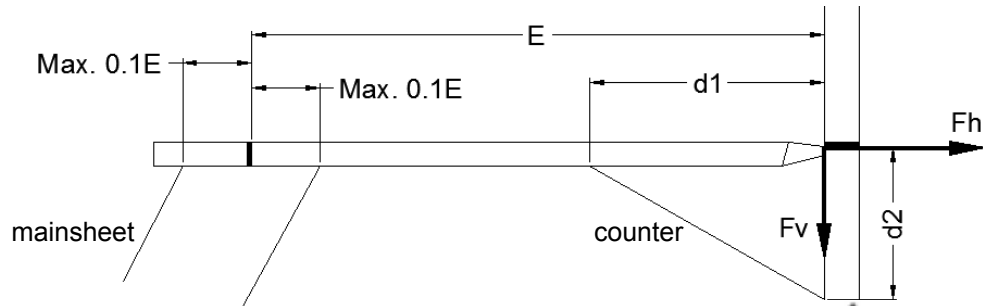 E
Max. 0.1E
Max. 0.1E
d1
Fh
mainsheet
counter
Fv
d2